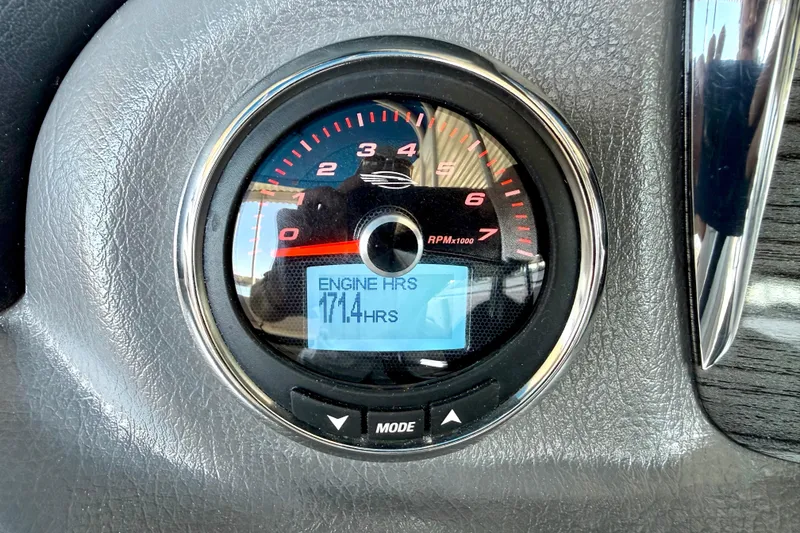 0 1 2 3 4 5 6 7
RPMx1000
ENGINE HRS
171.4HRS
MODE